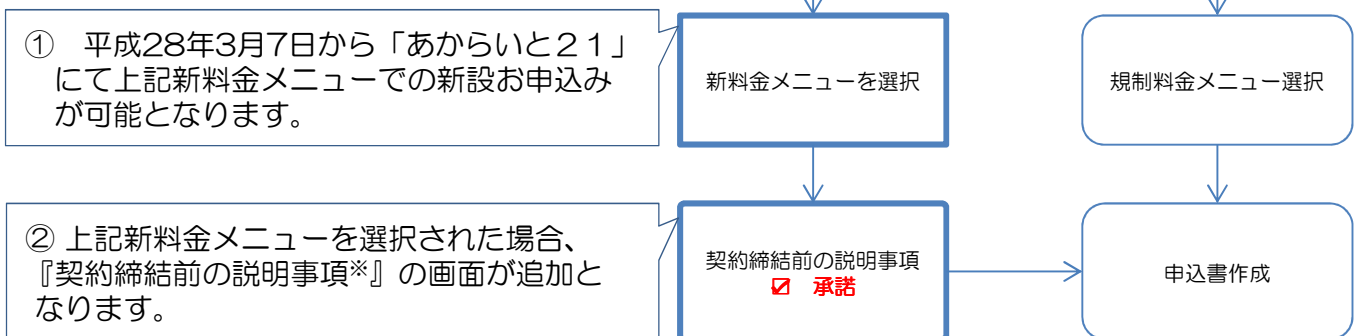 ① 平成28年3月7日から「あからいと２１」
にて上記新料金メニューでの新設お申込み
が可能となります。
新料金メニューを選択
規制料金メニュー選択
② 上記新料金メニューを選択された場合、
『契約締結前の説明事項※』の画面が追加と
なります。
契約締結前の説明事項
☑ 承諾
申込書作成